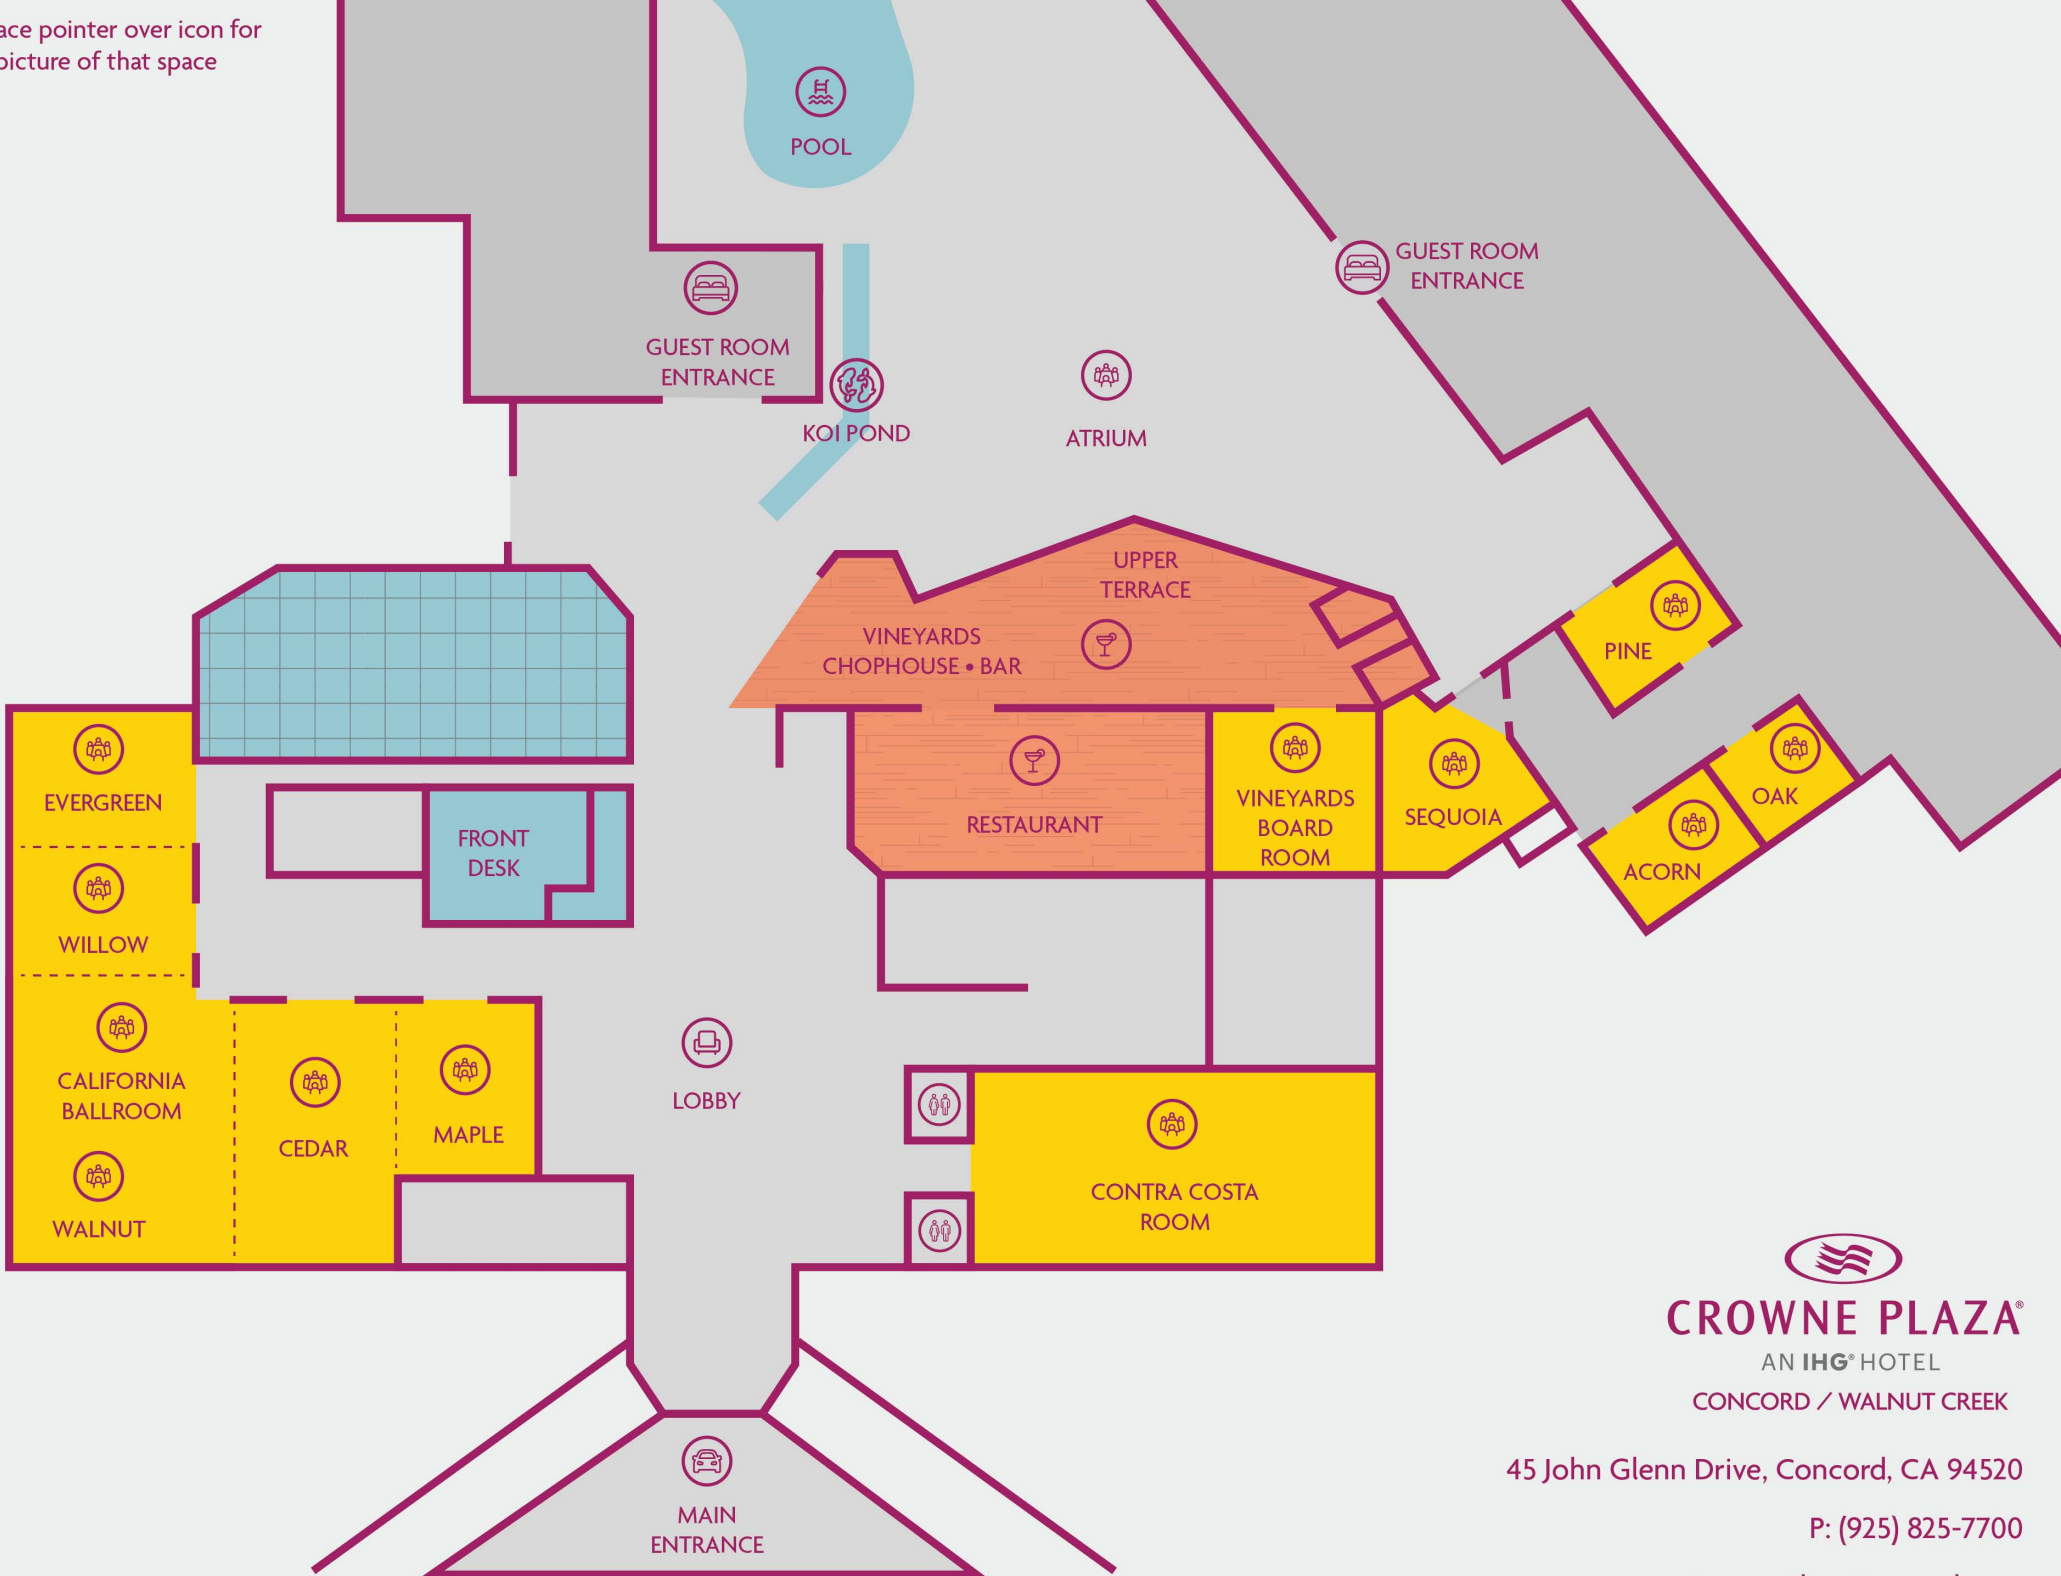 ace pointer over icon for
picture of that space
POOL
GUEST ROOM
ENTRANCE
GUEST ROOM
ENTRANCE
KOI POND
ATRIUM
UPPER
TERRACE
VINEYARDS
CHOPHOUSE • BAR
PINE
EVERGREEN
FRONT
DESK
RESTAURANT
VINEYARDS
BOARD
ROOM
SEQUOIA
OAK
ACORN
WILLOW
CALIFORNIA
BALLROOM
CEDAR
MAPLE
LOBBY
WALNUT
CONTRA COSTA
ROOM
MAIN
ENTRANCE
CROWNE PLAZA®
AN IHG® HOTEL
CONCORD / WALNUT CREEK
45 John Glenn Drive, Concord, CA 94520
P: (925) 825-7700